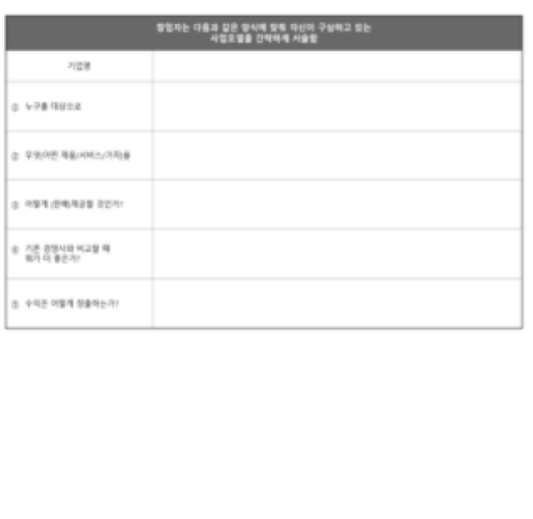 창업자는 다음과 같은 양식에 맞춰 자신이 구상하고 있는
사업모델을 간략하게 서술함
기업명
① 누구를 대상으로
② 무엇(어떤 제품/서비스/가치)을
③ 어떻게 (판매)제공할 것인가?
④ 기존 경쟁사와 비교할 때
뭐가 더 좋은가?
⑤ 수익은 어떻게 창출하는가?